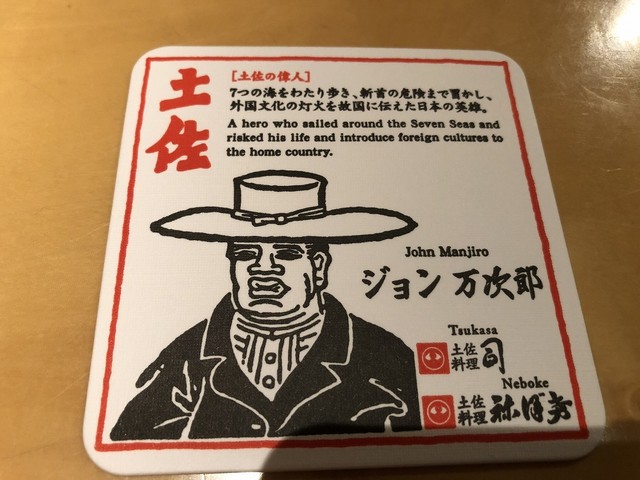 土佐
[土佐の偉人]
7つの海をわたり歩き、斬首の危険まで冒かし、
外国文化の灯火を故国に伝えた日本の英雄。
A hero who sailed around the Seven Seas and
risked his life and introduce foreign cultures to
the home country.
John Manjiro
ジョン 万次郎
Tsukasa
土佐料理 司
Neboke
土佐料理 祢ぼけ